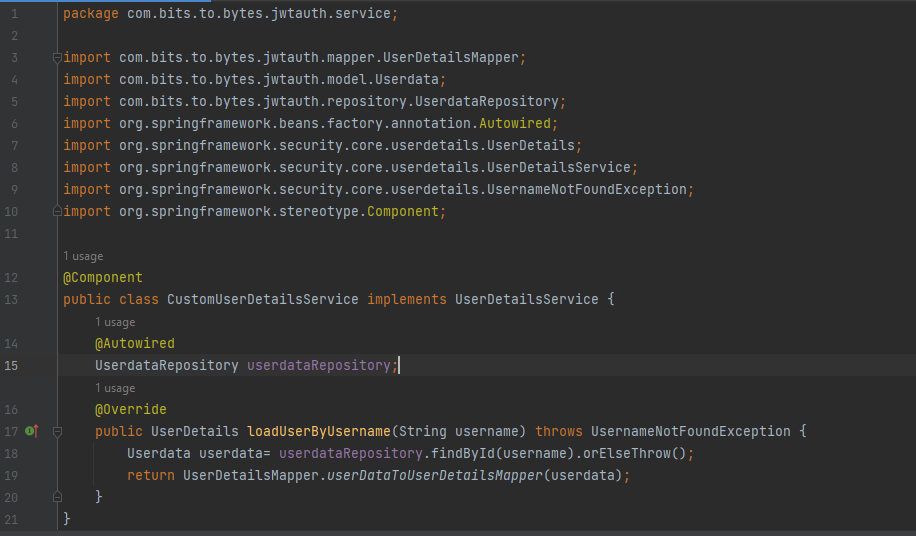 1 package com.bits.to.bytes.jwtauth.service;
2
3 import com.bits.to.bytes.jwtauth.mapper.UserDetailsMapper;
4 import com.bits.to.bytes.jwtauth.model.Userdata;
5 import com.bits.to.bytes.jwtauth.repository.UserdataRepository;
6 import org.springframework.beans.factory.annotation.Autowired;
7 import org.springframework.security.core.userdetails.UserDetails;
8 import org.springframework.security.core.userdetails.UserDetailsService;
9 import org.springframework.security.core.userdetails.UsernameNotFoundException;
10 import org.springframework.stereotype.Component;
11
1 usage
12 @Component
13 public class CustomUserDetailsService implements UserDetailsService {
1 usage
14 @Autowired
15 UserdataRepository userdataRepository;
1 usage
16 @Override
17 public UserDetails loadUserByUsername(String username) throws UsernameNotFoundException {
18 Userdata userdata= userdataRepository.findById(username).orElseThrow();
19 return UserDetailsMapper.userDataToUserDetailsMapper(userdata);
20 }
21 }